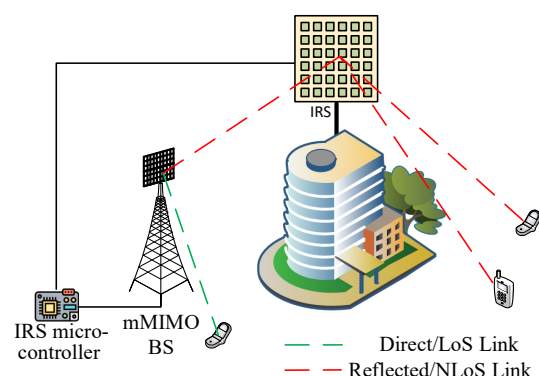 IRS
IRS micro-
controller
mMIMO
BS
Direct/LoS Link
Reflected/NLoS Link